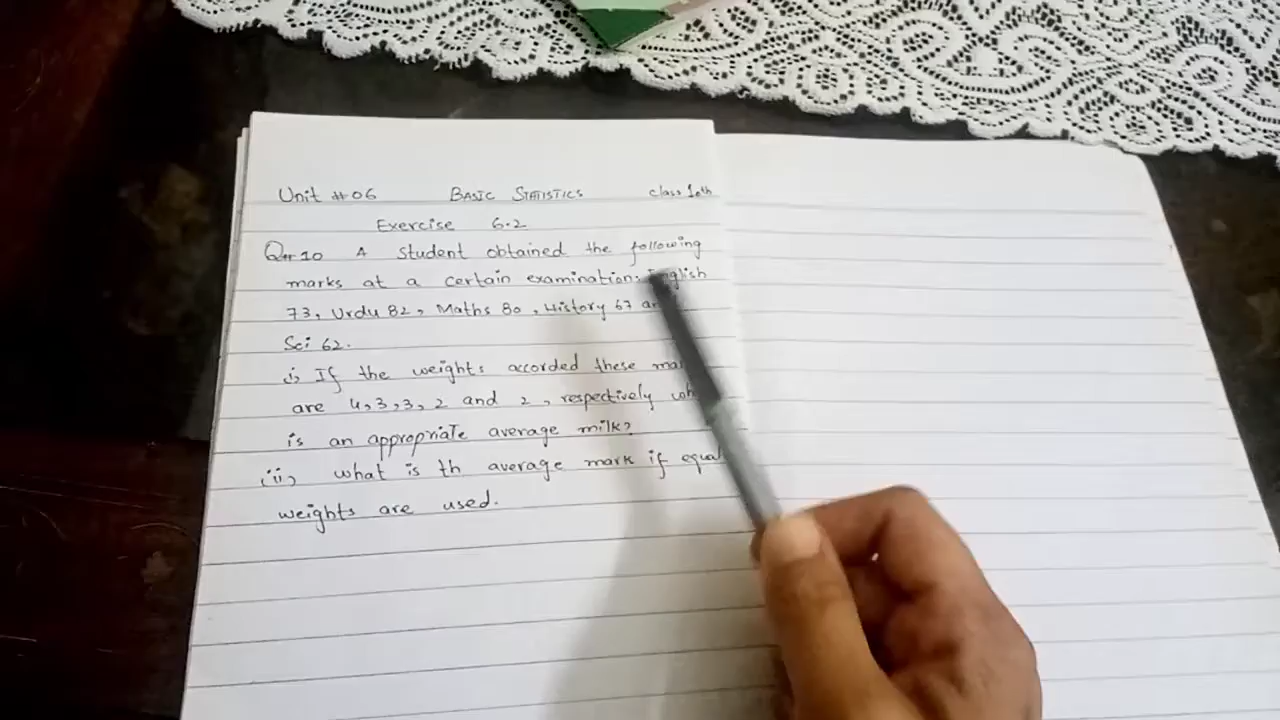 Unit # 06 BASIC STATISTICS class 10th
Exercise 6.2
Q# 10 A student obtained the following
marks at a certain examination: English
73, Urdu 82, Maths 80, History 67
Sci 62.
i, If the weights accorded these
are 4,3,3,2 and 2, respectively
is an appropriate average milk?
(ii, what is th average mark if equal
weights are used.